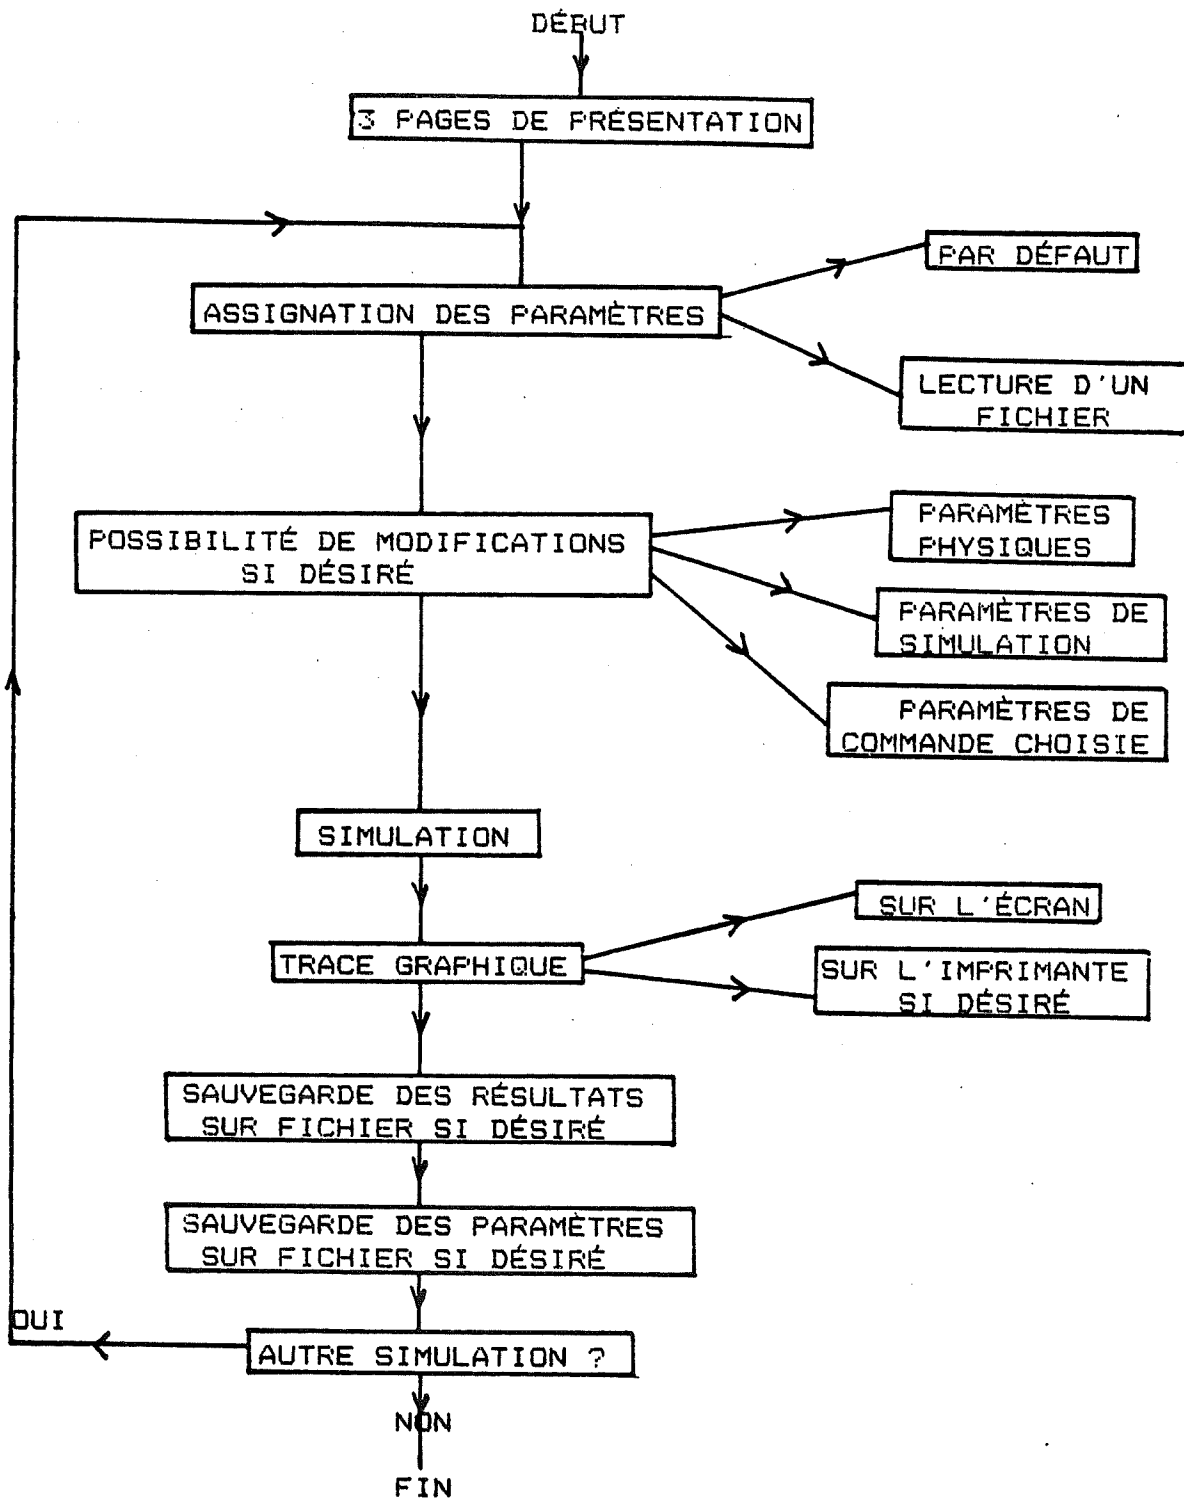 DÉBUT
3 PAGES DE PRÉSENTATION
ASSIGNATION DES PARAMÈTRES
PAR DÉFAUT
LECTURE D'UN
FICHIER
POSSIBILITÉ DE MODIFICATIONS
SI DÉSIRÉ
PARAMÈTRES
PHYSIQUES
PARAMÈTRES DE
SIMULATION
PARAMÈTRES DE
COMMANDE CHOISIE
SIMULATION
TRACE GRAPHIQUE
SUR L'ÉCRAN
SUR L'IMPRIMANTE
SI DÉSIRÉ
SAUVEGARDE DES RÉSULTATS
SUR FICHIER SI DÉSIRÉ
SAUVEGARDE DES PARAMÈTRES
SUR FICHIER SI DÉSIRÉ
OUI
AUTRE SIMULATION ?
NON
FIN